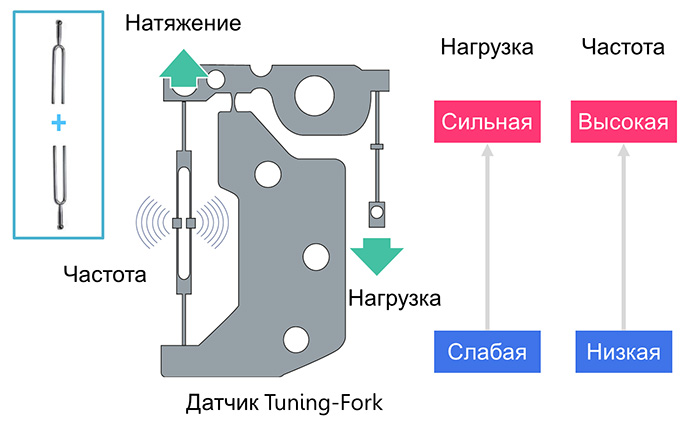 Натяжение
Нагрузка
Частота
+
Сильная
Высокая
Частота
Нагрузка
Слабая
Низкая
Датчик Tuning-Fork